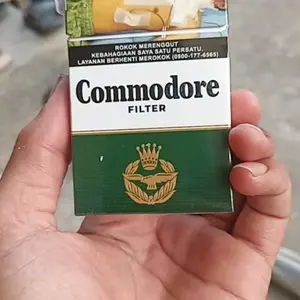 ROKOK MERENGGUT
KEBAHAGIAAN SAYA SATU PERSATU.
LAYANAN BERHENTI MEROKOK (0800-177-6565)
Commodore
FILTER